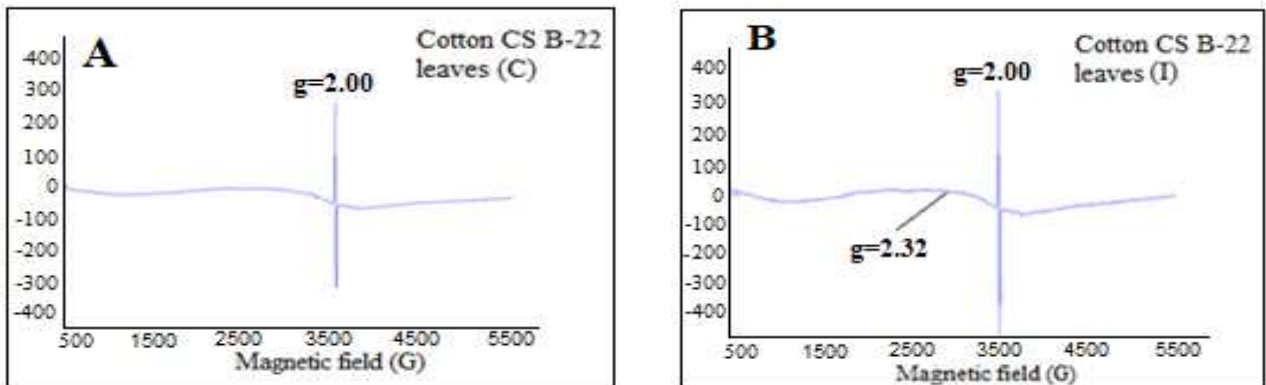 A
Cotton CS B-22
leaves (C)
g=2.00
400
300
200
100
0
-100
-200
-300
-400
500 1500 2500 3500 4500 5500
Magnetic field (G)
B
Cotton CS B-22
leaves (I)
g=2.00
g=2.32
400
300
200
100
0
-100
-200
-300
-400
500 1500 2500 3500 4500 5500
Magnetic field (G)